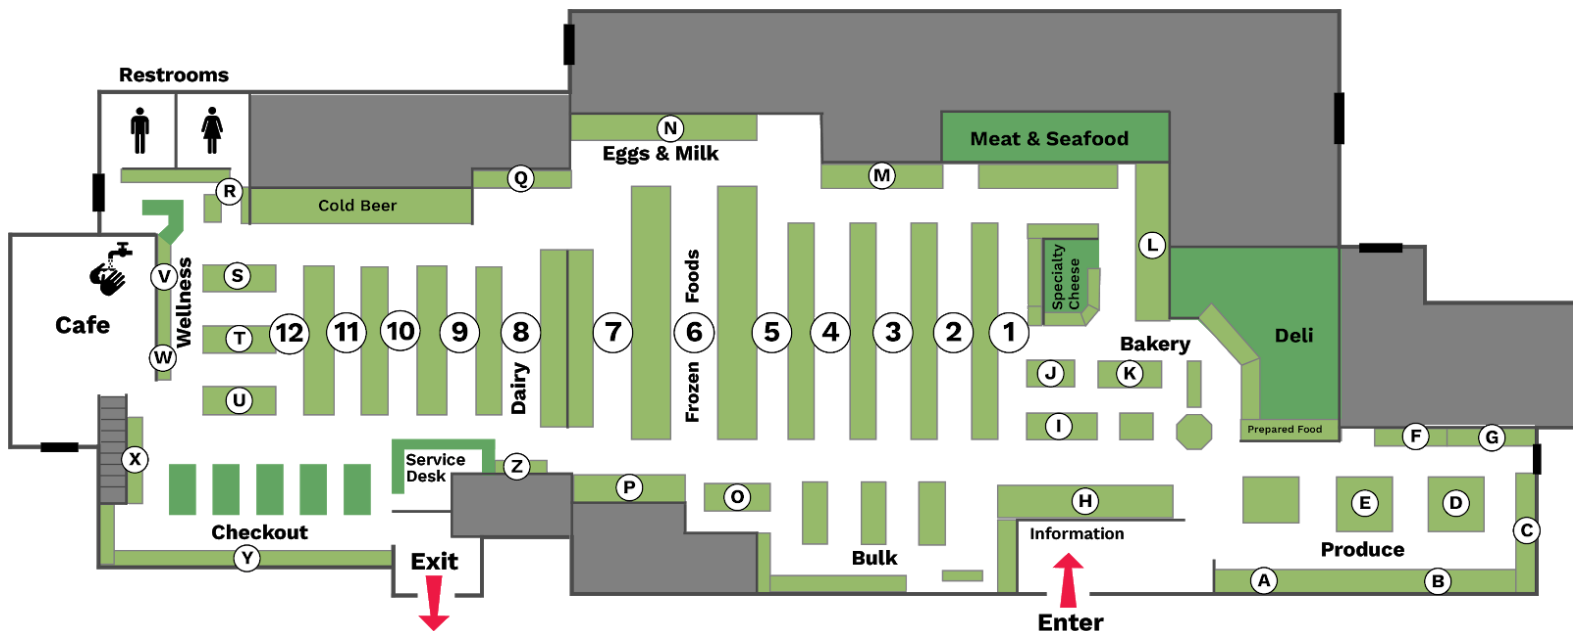 Restrooms
N
Eggs & Milk
Meat & Seafood
Q
M
R
Cold Beer
L
V
S
Wellness
Specialty
Cheese
Frozen Foods
Cafe
W
T
12
11
10
9
8
7
6
5
4
3
2
1
Bakery
Deli
Dairy
J
K
U
I
Prepared Food
F
G
X
Service
Desk
Z
P
O
H
E
D
C
Checkout
Information
Y
Exit
Bulk
Produce
A
B
Enter